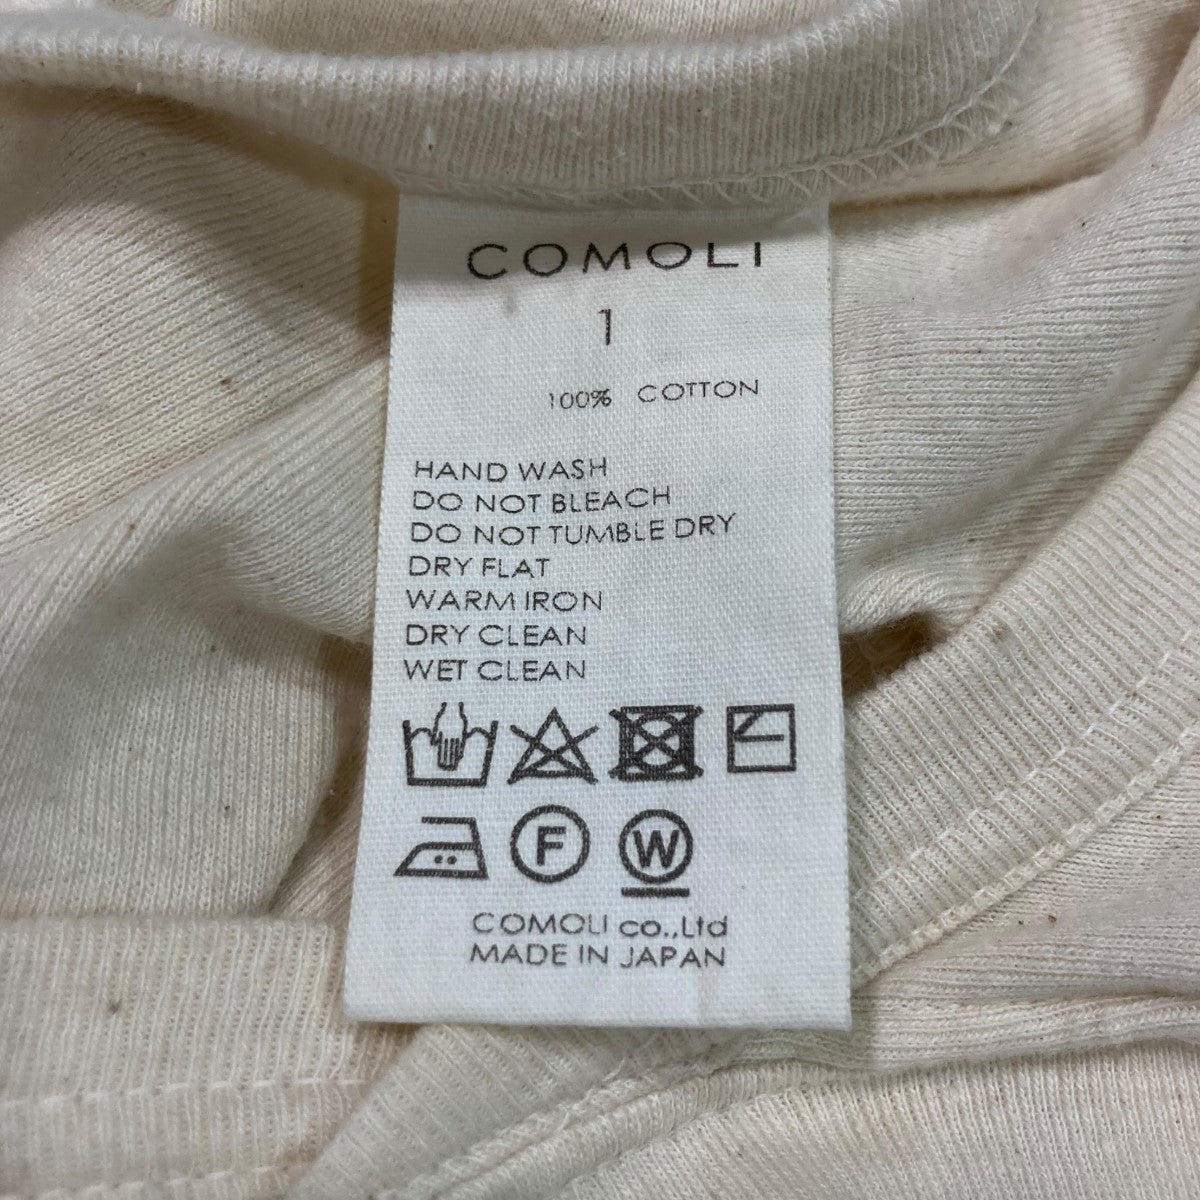 COMOLI
1
100% COTTON
HAND WASH
DO NOT BLEACH
DO NOT TUMBLE DRY
DRY FLAT
WARM IRON
DRY CLEAN
WET CLEAN
F W
COMOLI co.,Ltd
MADE IN JAPAN